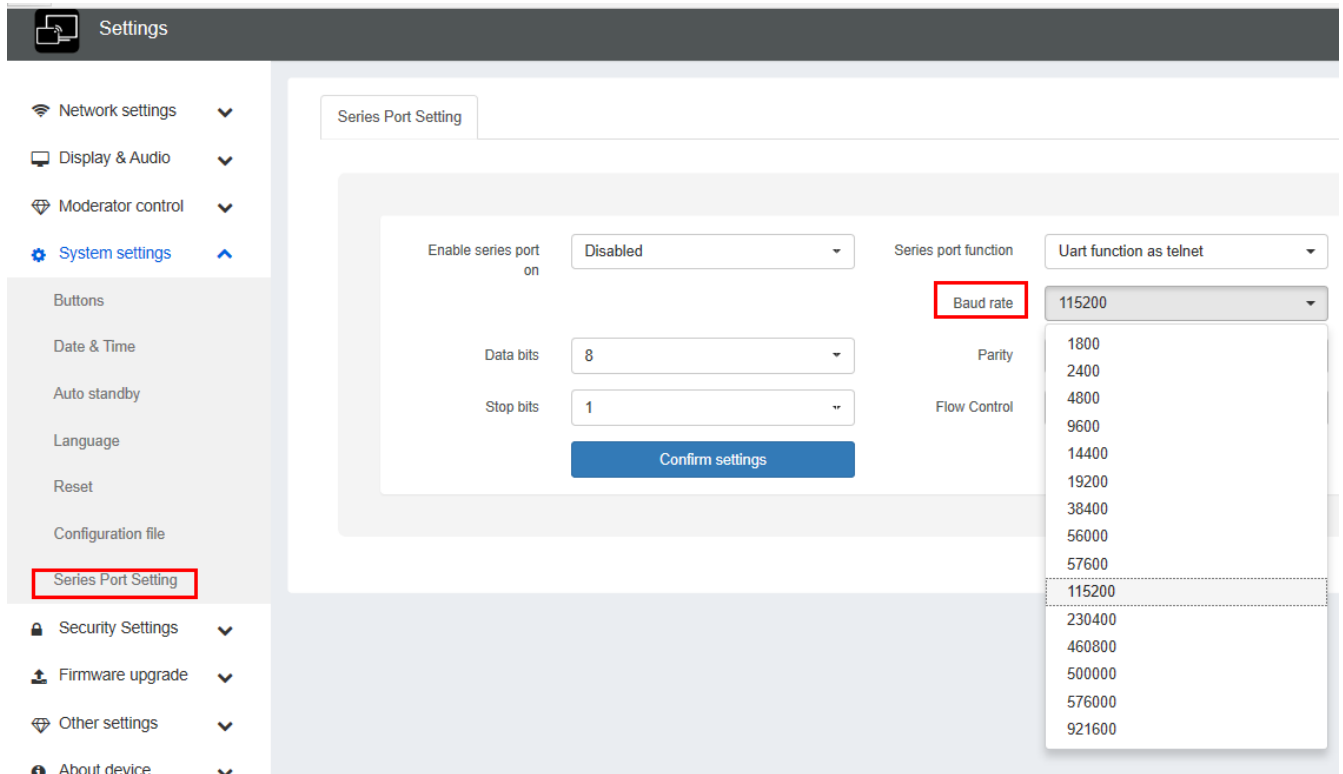 Settings
Network settings
Display & Audio
Moderator control
System settings
Buttons
Date & Time
Auto standby
Language
Reset
Configuration file
Series Port Setting
Security Settings
Firmware upgrade
Other settings
About device
Series Port Setting
Enable series port
on
Disabled
Series port function
Uart function as telnet
Baud rate
115200
Data bits
8
Parity
Stop bits
1
Flow Control
Confirm settings
1800
2400
4800
9600
14400
19200
38400
56000
57600
115200
230400
460800
500000
576000
921600